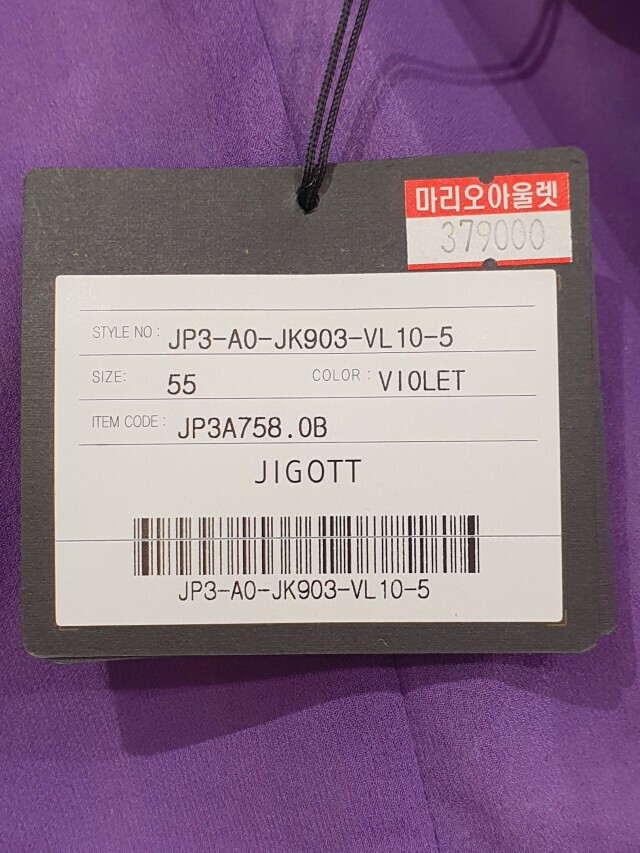 마리오아울렛
379000
STYLE NO : JP3-A0-JK903-VL10-5
SIZE: 55 COLOR : VIOLET
ITEM CODE : JP3A758.0B
JIGOTT
JP3-A0-JK903-VL10-5